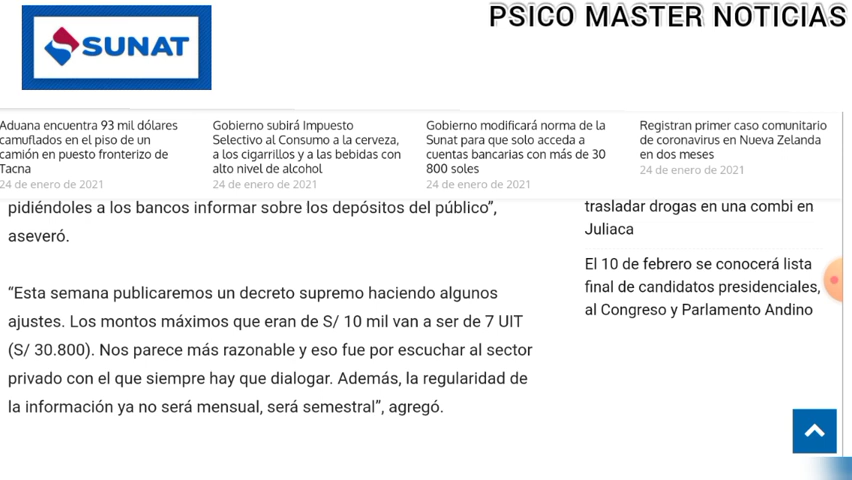 SUNAT
PSICO MASTER NOTICIAS
Aduana encuentra 93 mil dólares
camuflados en el piso de un
camión en puesto fronterizo de
Tacna
24 de enero de 2021
Gobierno subirá Impuesto
Selectivo al Consumo a la cerveza,
a los cigarrillos y a las bebidas con
alto nivel de alcohol
24 de enero de 2021
Gobierno modificará norma de la
Sunat para que solo acceda a
cuentas bancarias con más de 30
800 soles
24 de enero de 2021
Registran primer caso comunitario
de coronavirus en Nueva Zelanda
en dos meses
24 de enero de 2021
pidiéndoles a los bancos informar sobre los depósitos del público”,
aseveró.
“Esta semana publicaremos un decreto supremo haciendo algunos
ajustes. Los montos máximos que eran de S/ 10 mil van a ser de 7 UIT
(S/ 30.800). Nos parece más razonable y eso fue por escuchar al sector
privado con el que siempre hay que dialogar. Además, la regularidad de
la información ya no será mensual, será semestral”, agregó.
trasladar drogas en una combi en
Juliaca
El 10 de febrero se conocerá lista
final de candidatos presidenciales,
al Congreso y Parlamento Andino